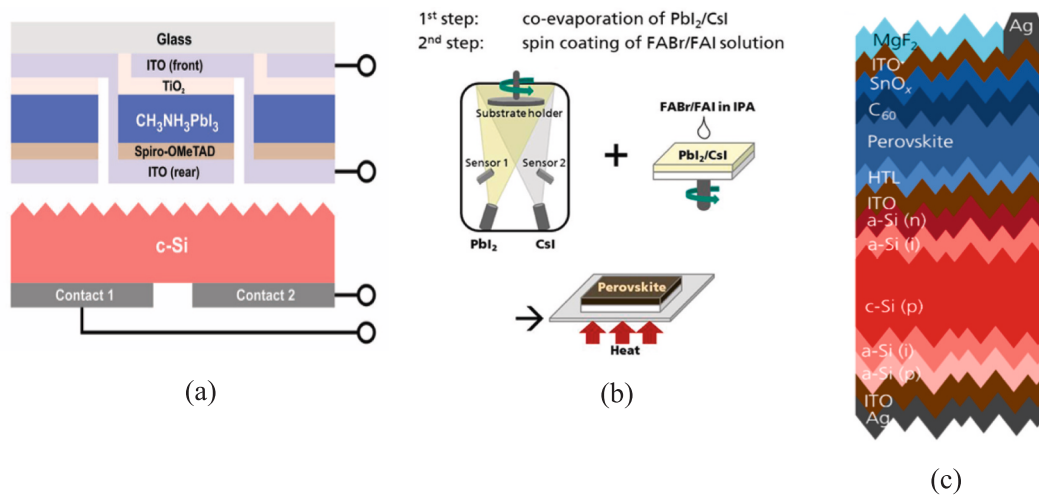 Glass
ITO (front)
TiO₂
CH₃NH₃PbI₃
Spiro-OMeTAD
ITO (rear)
c-Si
Contact 1
Contact 2
(a)
1st step: co-evaporation of PbI₂/CsI
2nd step: spin coating of FABr/FAI solution
Substrate holder
Sensor 1
Sensor 2
PbI₂
CsI
+
FABr/FAI in IPA
PbI₂/CsI
→
Perovskite
Heat
(b)
Ag
MgF₂
ITO
SnOₓ
C₆₀
Perovskite
HTL
ITO
a-Si (n)
a-Si (i)
c-Si (p)
a-Si (i)
a-Si (p)
ITO
Ag
(c)